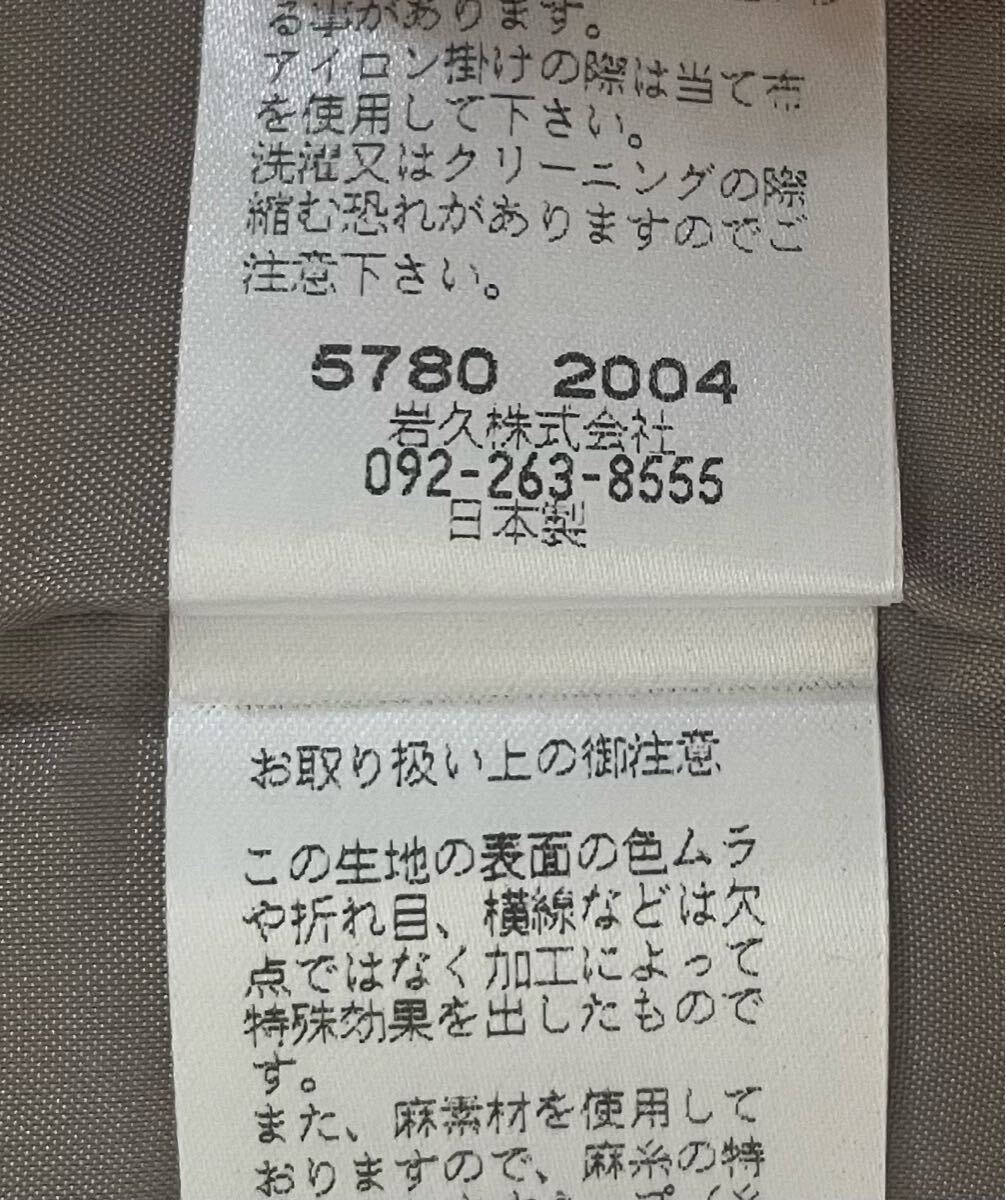 る事があります。
アイロン掛けの際は当て布
を使用して下さい。
洗濯又はクリーニングの際
縮む恐れがありますのでご
注意下さい。
5780 2004
岩久株式会社
092-263-8555
日本製
お取り扱い上の御注意
この生地の表面の色ムラ
や折れ目、横線などは欠
点ではなく加工によって
特殊効果を出したもので
す。
また、麻素材を使用して
おりますので、麻糸の特